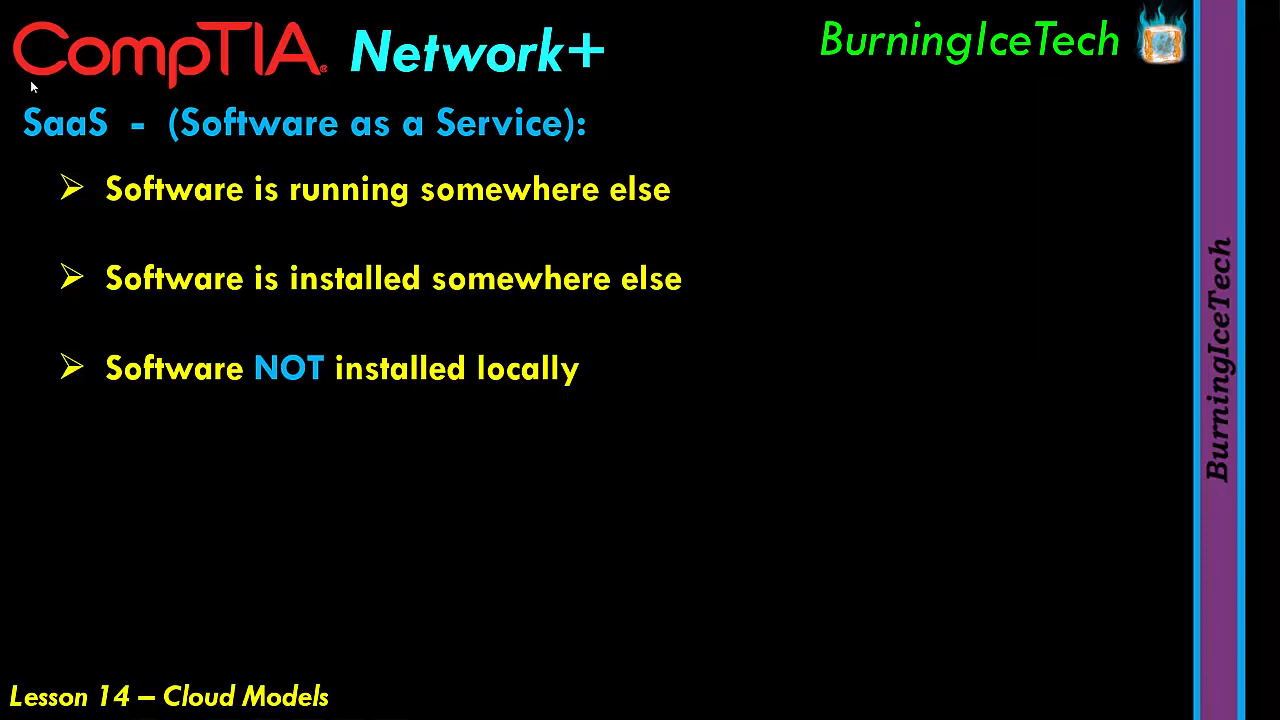 CompTIA® Network+
BurningIceTech
SaaS - (Software as a Service):
➢ Software is running somewhere else
➢ Software is installed somewhere else
➢ Software NOT installed locally
BurningIceTech
Lesson 14 – Cloud Models